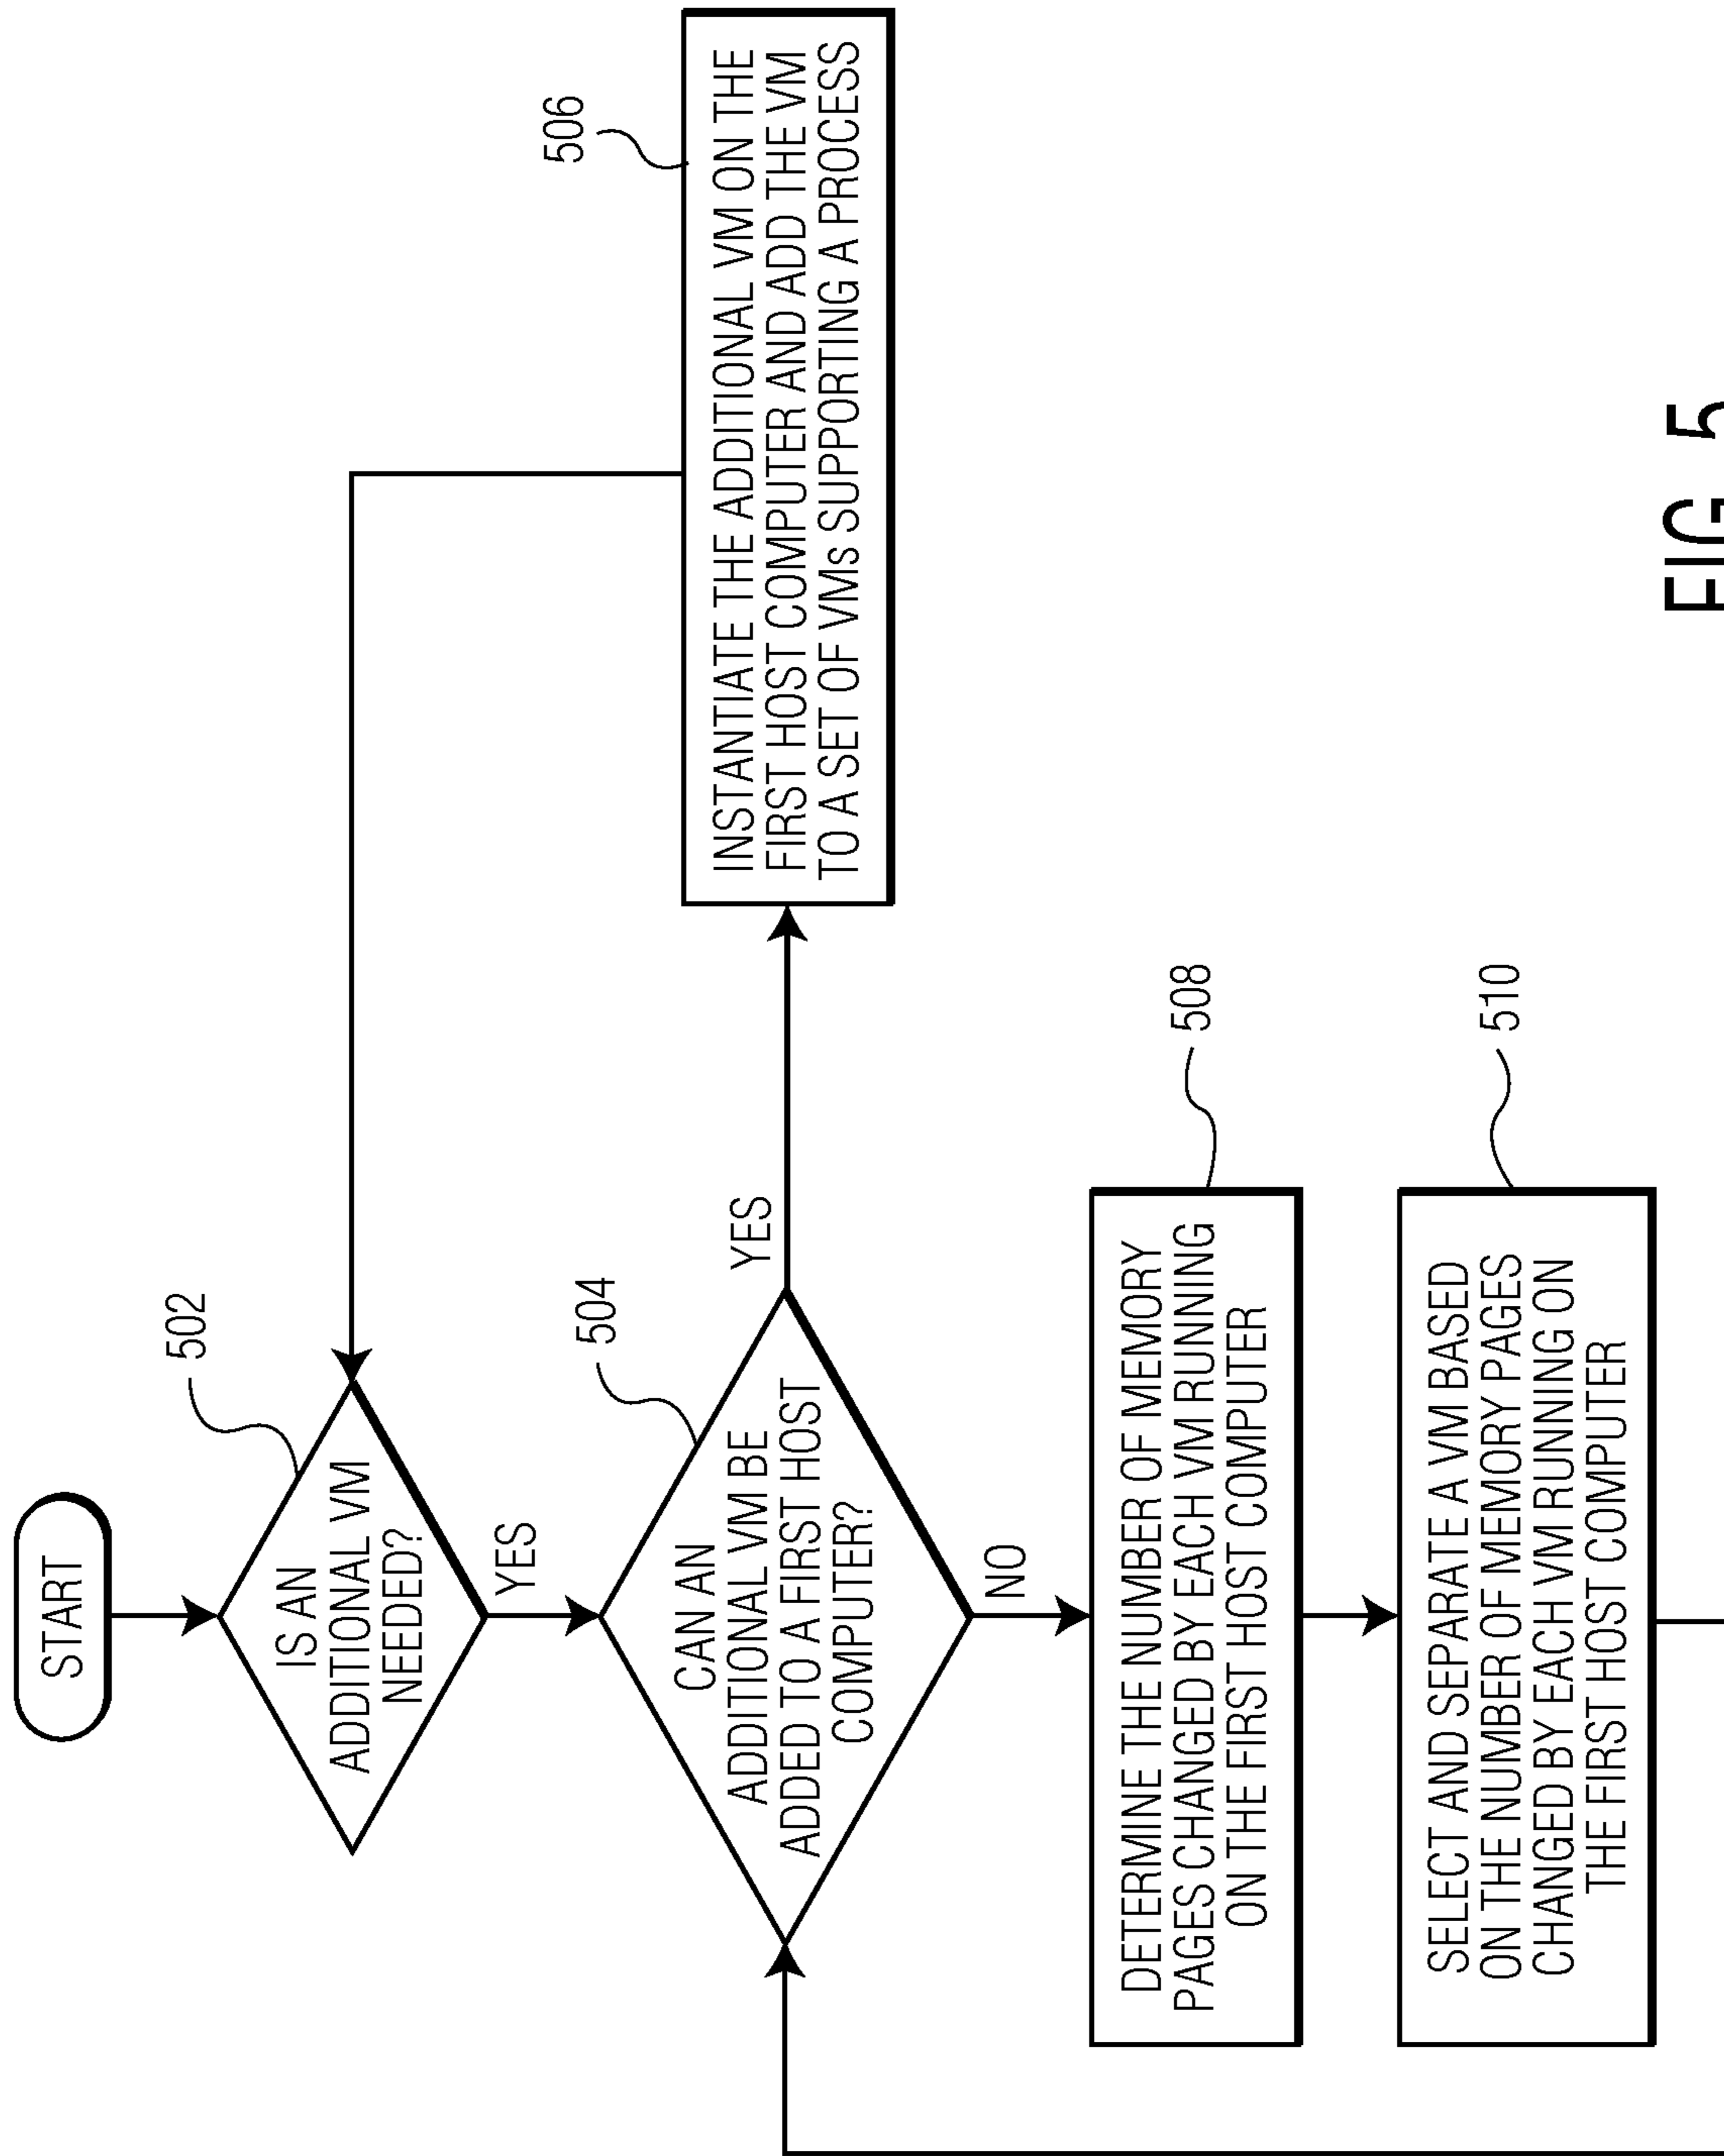 START
502
IS AN
ADDITIONAL VM
NEEDED?
YES
504
CAN AN
ADDITIONAL VM BE
ADDED TO A FIRST HOST
COMPUTER?
YES
506
INSTANTIATE THE ADDITIONAL VM ON THE
FIRST HOST COMPUTER AND ADD THE VM
TO A SET OF VMs SUPPORTING A PROCESS
NO
508
DETERMINE THE NUMBER OF MEMORY
PAGES CHANGED BY EACH VM RUNNING
ON THE FIRST HOST COMPUTER
510
SELECT AND SEPARATE A VM BASED
ON THE NUMBER OF MEMORY PAGES
CHANGED BY EACH VM RUNNING ON
THE FIRST HOST COMPUTER
FIG. 5